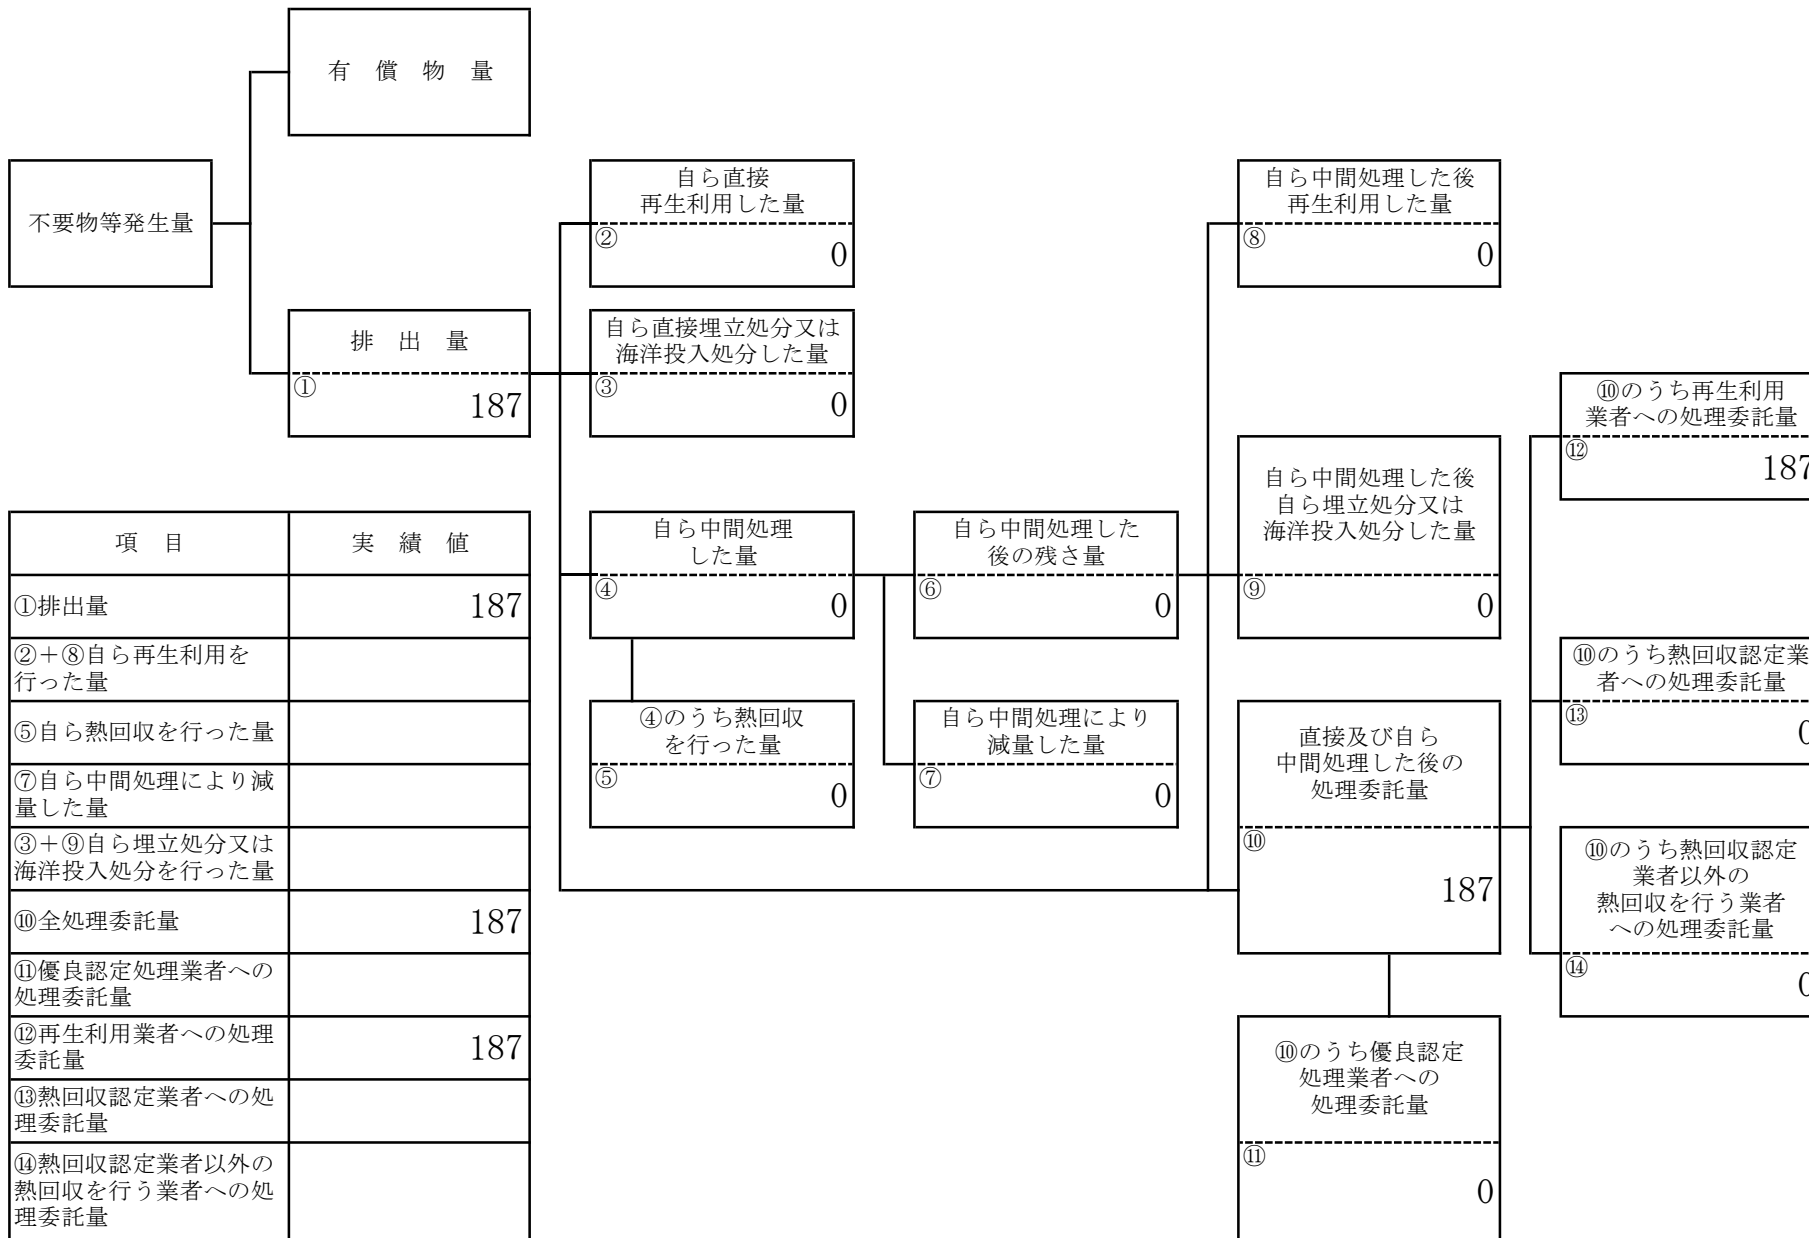 有 償 物 量
不要物等発生量
排 出 量
①
187
自ら直接
再生利用した量
②
0
自ら直接埋立処分又は
海洋投入処分した量
③
0
自ら中間処理
した量
④
0
④のうち熱回収
を行った量
⑤
0
自ら中間処理した
後の残さ量
⑥
0
自ら中間処理により
減量した量
⑦
0
自ら中間処理した後
再生利用した量
⑧
0
自ら中間処理した後
自ら埋立処分又は
海洋投入処分した量
⑨
0
直接及び自ら
中間処理した後の
処理委託量
⑩
187
⑩のうち優良認定
処理業者への
処理委託量
⑪
0
⑩のうち再生利用
業者への処理委託量
⑫
187
⑩のうち熱回収認定業
者への処理委託量
⑬
0
⑩のうち熱回収認定
業者以外の
熱回収を行う業者
への処理委託量
⑭
0
項 目 実 績 値
①排出量 187
②+⑧自ら再生利用を
行った量
⑤自ら熱回収を行った量
⑦自ら中間処理により減
量した量
③+⑨自ら埋立処分又は
海洋投入処分を行った量
⑩全処理委託量 187
⑪優良認定処理業者への
処理委託量
⑫再生利用業者への処理
委託量 187
⑬熱回収認定業者への処
理委託量
⑭熱回収認定業者以外の
熱回収を行う業者への処
理委託量